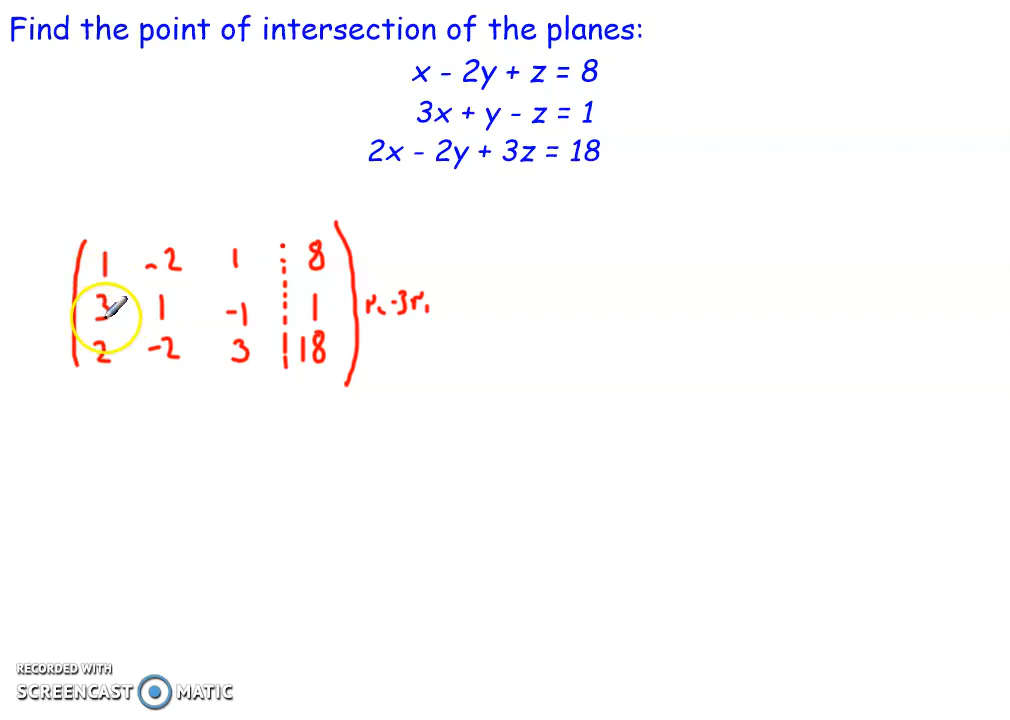 Find the point of intersection of the planes:
x - 2y + z = 8
3x + y - z = 1
2x - 2y + 3z = 18
1 -2 1 8
3 1 -1 1 r₂-3r₁
2 -2 3 18
RECORDED WITH
SCREENCAST MATIC